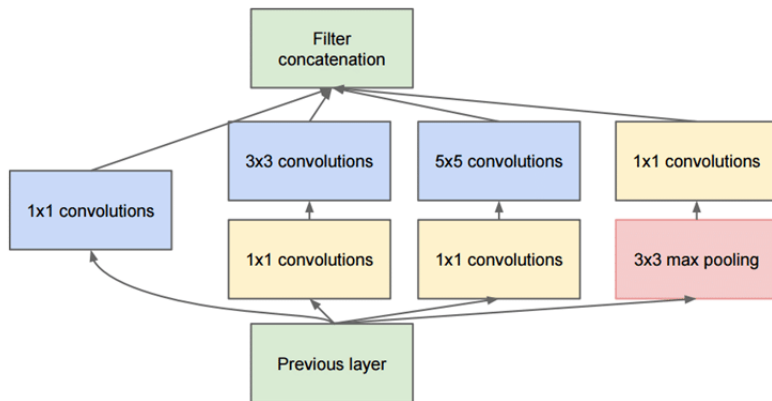 Filter
concatenation
3x3 convolutions
5x5 convolutions
1x1 convolutions
1x1 convolutions
1x1 convolutions
1x1 convolutions
3x3 max pooling
Previous layer